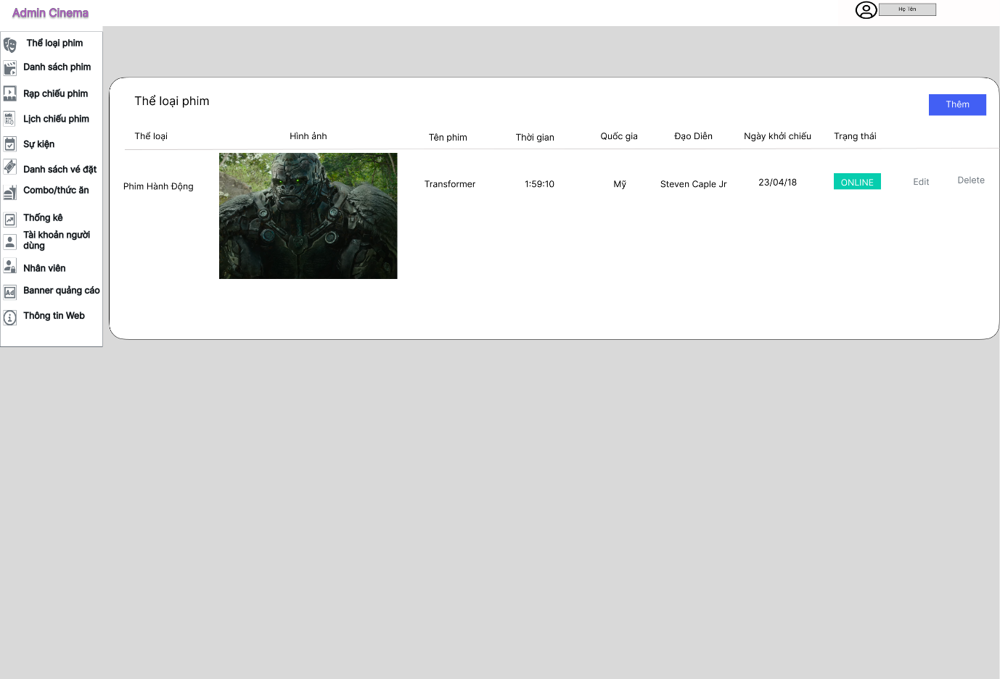 Admin Cinema
Họ Tên
Thể loại phim
Danh sách phim
Rạp chiếu phim
Lịch chiếu phim
Sự kiện
Danh sách vé đặt
Combo/thức ăn
Thống kê
Tài khoản người
dùng
Nhân viên
Ad
Banner quảng cáo
Thông tin Web
Thể loại phim
Thêm
Thể loại
Hình ảnh
Tên phim
Thời gian
Quốc gia
Đạo Diễn
Ngày khởi chiếu
Trạng thái
Phim Hành Động
Transformer
1:59:10
Mỹ
Steven Caple Jr
23/04/18
ONLINE
Edit
Delete